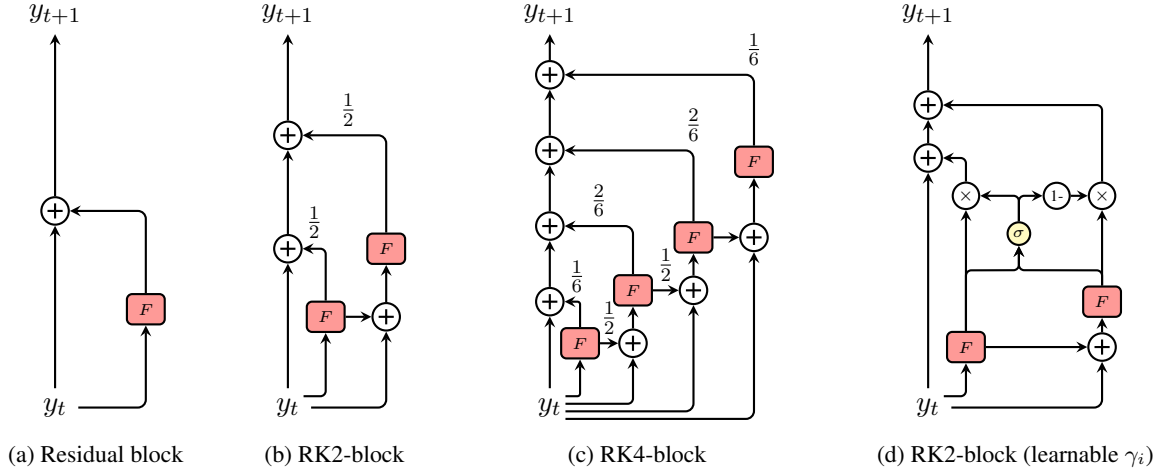 y_{t+1} y_{t+1} y_{t+1} y_{t+1}
1/6
1/2
2/6
F
× 1- ×
2/6
1/2
σ
F F
1/6 1/2
F F F F
1/2
F F F
y_t y_t y_t y_t
(a) Residual block (b) RK2-block (c) RK4-block (d) RK2-block (learnable γ_i)